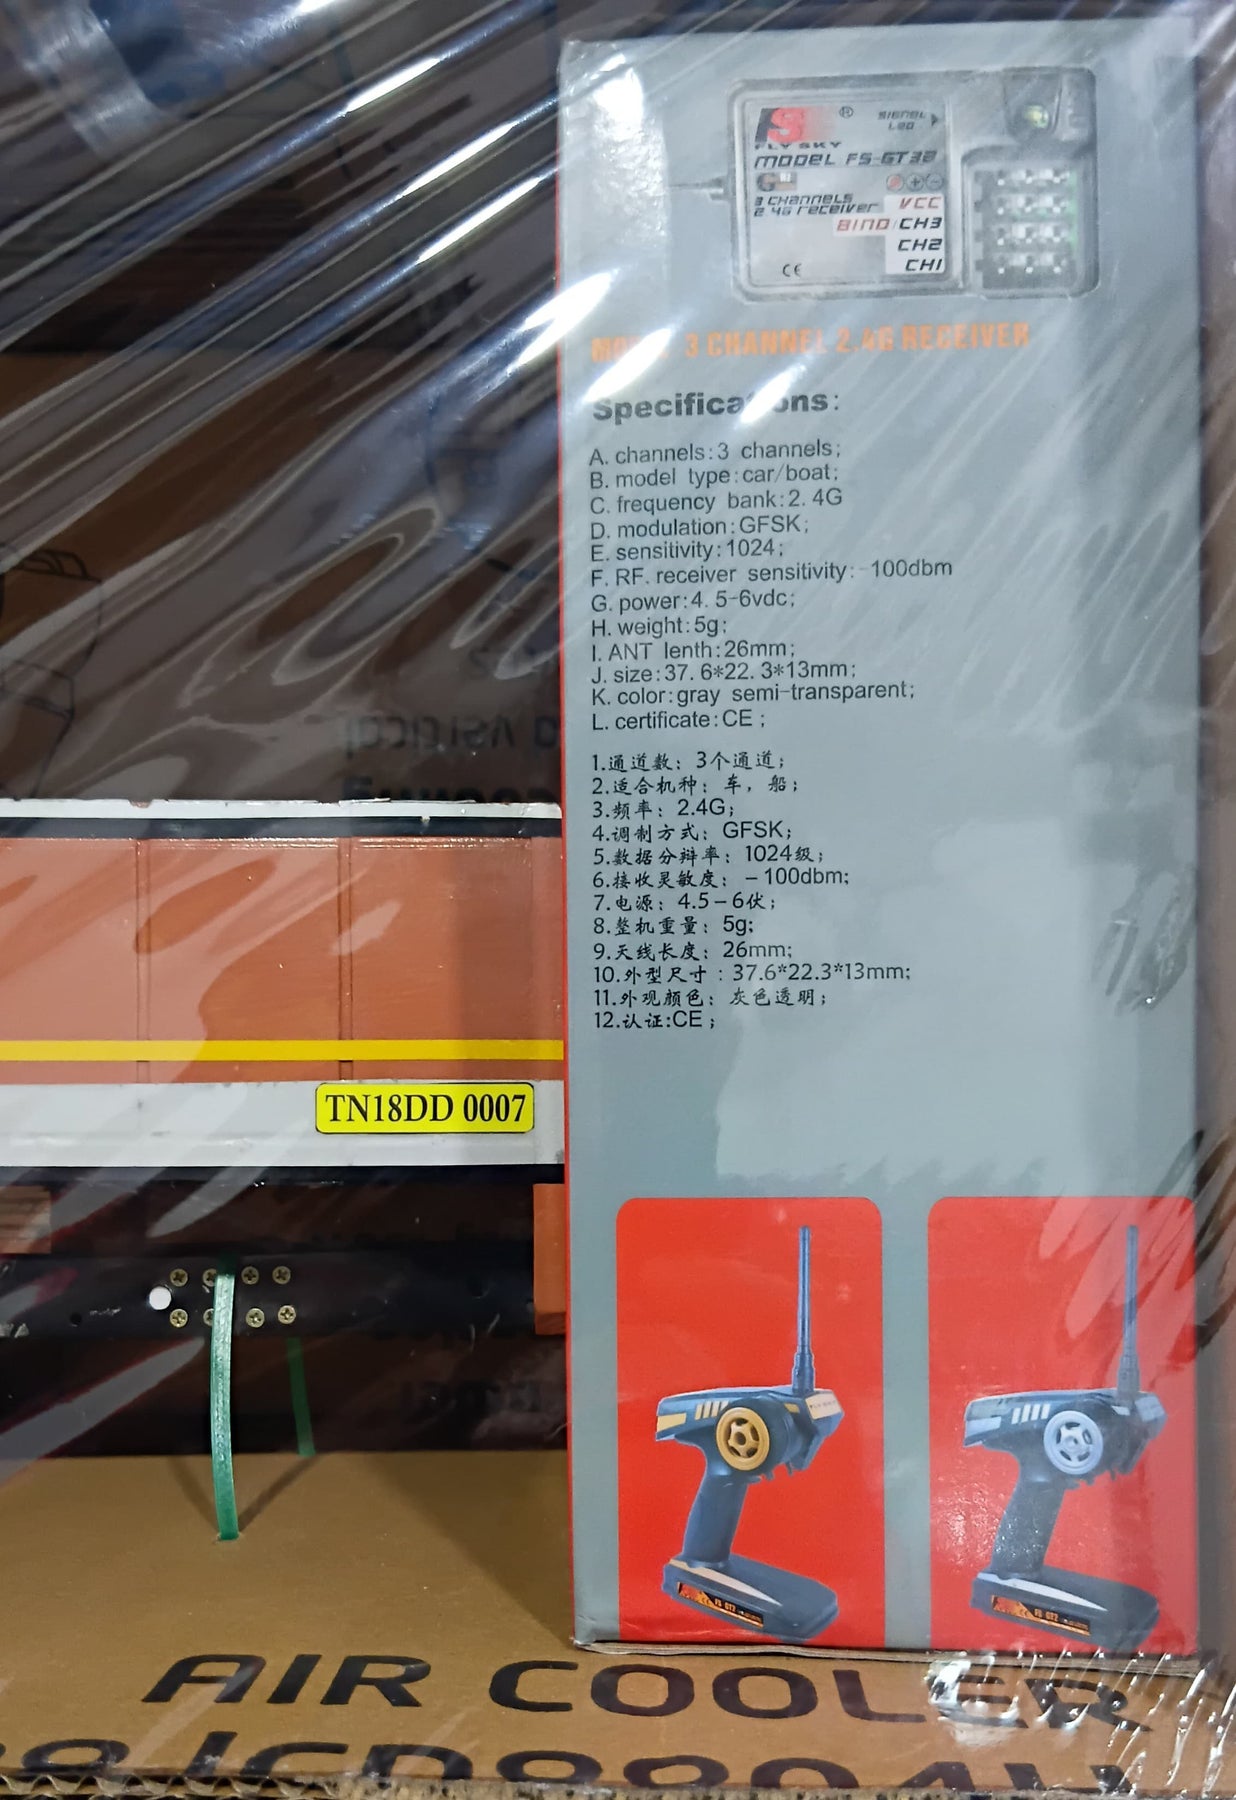 FS ®
SIGNAL
LED
FLY SKY
MODEL FS-GT3B
3 CHANNELS
2.4G receiver
VCC
BIND/CH3
CH2
CH1
CE
3 CHANNEL 2.4G RECEIVER
Specifications:
A. channels:3 channels;
B. model type:car/boat;
C. frequency bank:2.4G
D. modulation:GFSK;
E. sensitivity:1024;
F. RF. receiver sensitivity:-100dbm
G. power:4.5-6vdc;
H. weight:5g;
I. ANT lenth:26mm;
J. size:37.6*22.3*13mm;
K. color:gray semi-transparent;
L. certificate:CE;
1.通道数：3个通道；
2.适合机种：车，船；
3.频率：2.4G；
4.调制方式：GFSK；
5.数据分辩率：1024级；
6.接收灵敏度：－100dbm;
7.电源：4.5－6伏；
8.整机重量：5g;
9.天线长度：26mm;
10.外型尺寸：37.6*22.3*13mm;
11.外观颜色：灰色透明；
12.认证:CE；
TN18DD 0007
FLY SKY
FS GT2
FS GT2
AIR COOLER